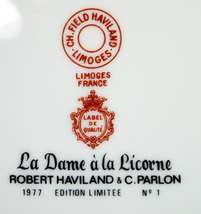 CH. FIELD HAVILAND
LIMOGES
LIMOGES
FRANCE
LABEL
DE
QUALITÉ
La Dame à la Licorne
ROBERT HAVILAND & C. PARLON
1977 EDITION LIMITEE Nº 1